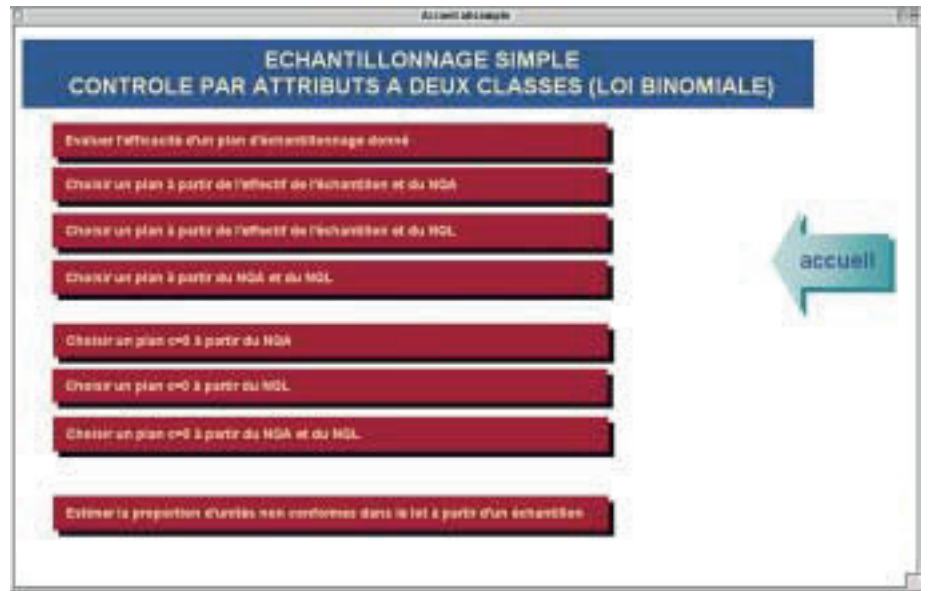 Accueil att simple
ECHANTILLONNAGE SIMPLE
CONTROLE PAR ATTRIBUTS A DEUX CLASSES (LOI BINOMIALE)
Evaluer l'efficacité d'un plan d'échantillonnage donné
Choisir un plan à partir de l'effectif de l'échantillon et du NQA
Choisir un plan à partir de l'effectif de l'échantillon et du NQL
Choisir un plan à partir du NQA et du NQL
accueil
Choisir un plan c=0 à partir du NQA
Choisir un plan c=0 à partir du NQL
Choisir un plan c=0 à partir du NQA et du NQL
Estimer la proportion d'unités non conformes dans le lot à partir d'un échantillon